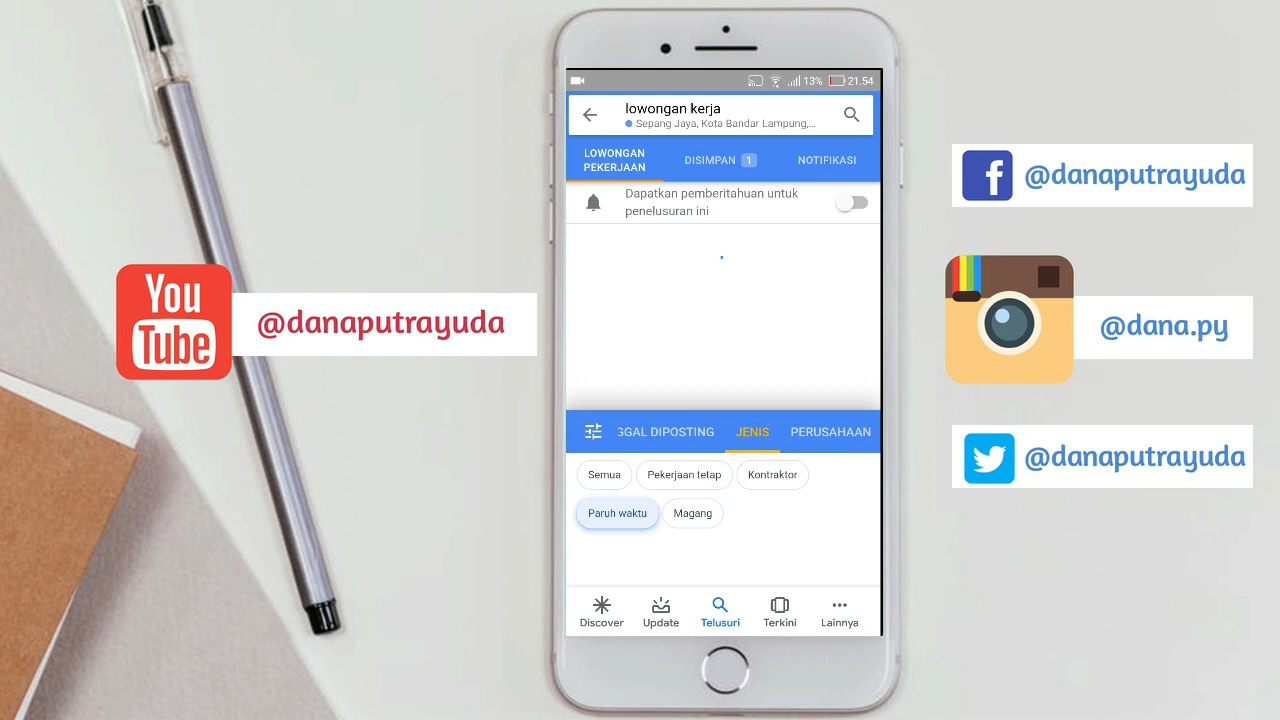 You
Tube
@danaputrayuda
13% 21.54
lowongan kerja
Sepang Jaya, Kota Bandar Lampung,...
LOWONGAN
PEKERJAAN
DISIMPAN 1
NOTIFIKASI
Dapatkan pemberitahuan untuk
penelusuran ini
GGAL DIPOSTING JENIS PERUSAHAAN
Semua Pekerjaan tetap Kontraktor
Paruh waktu Magang
Discover Update Telusuri Terkini Lainnya
f @danaputrayuda
@dana.py
@danaputrayuda